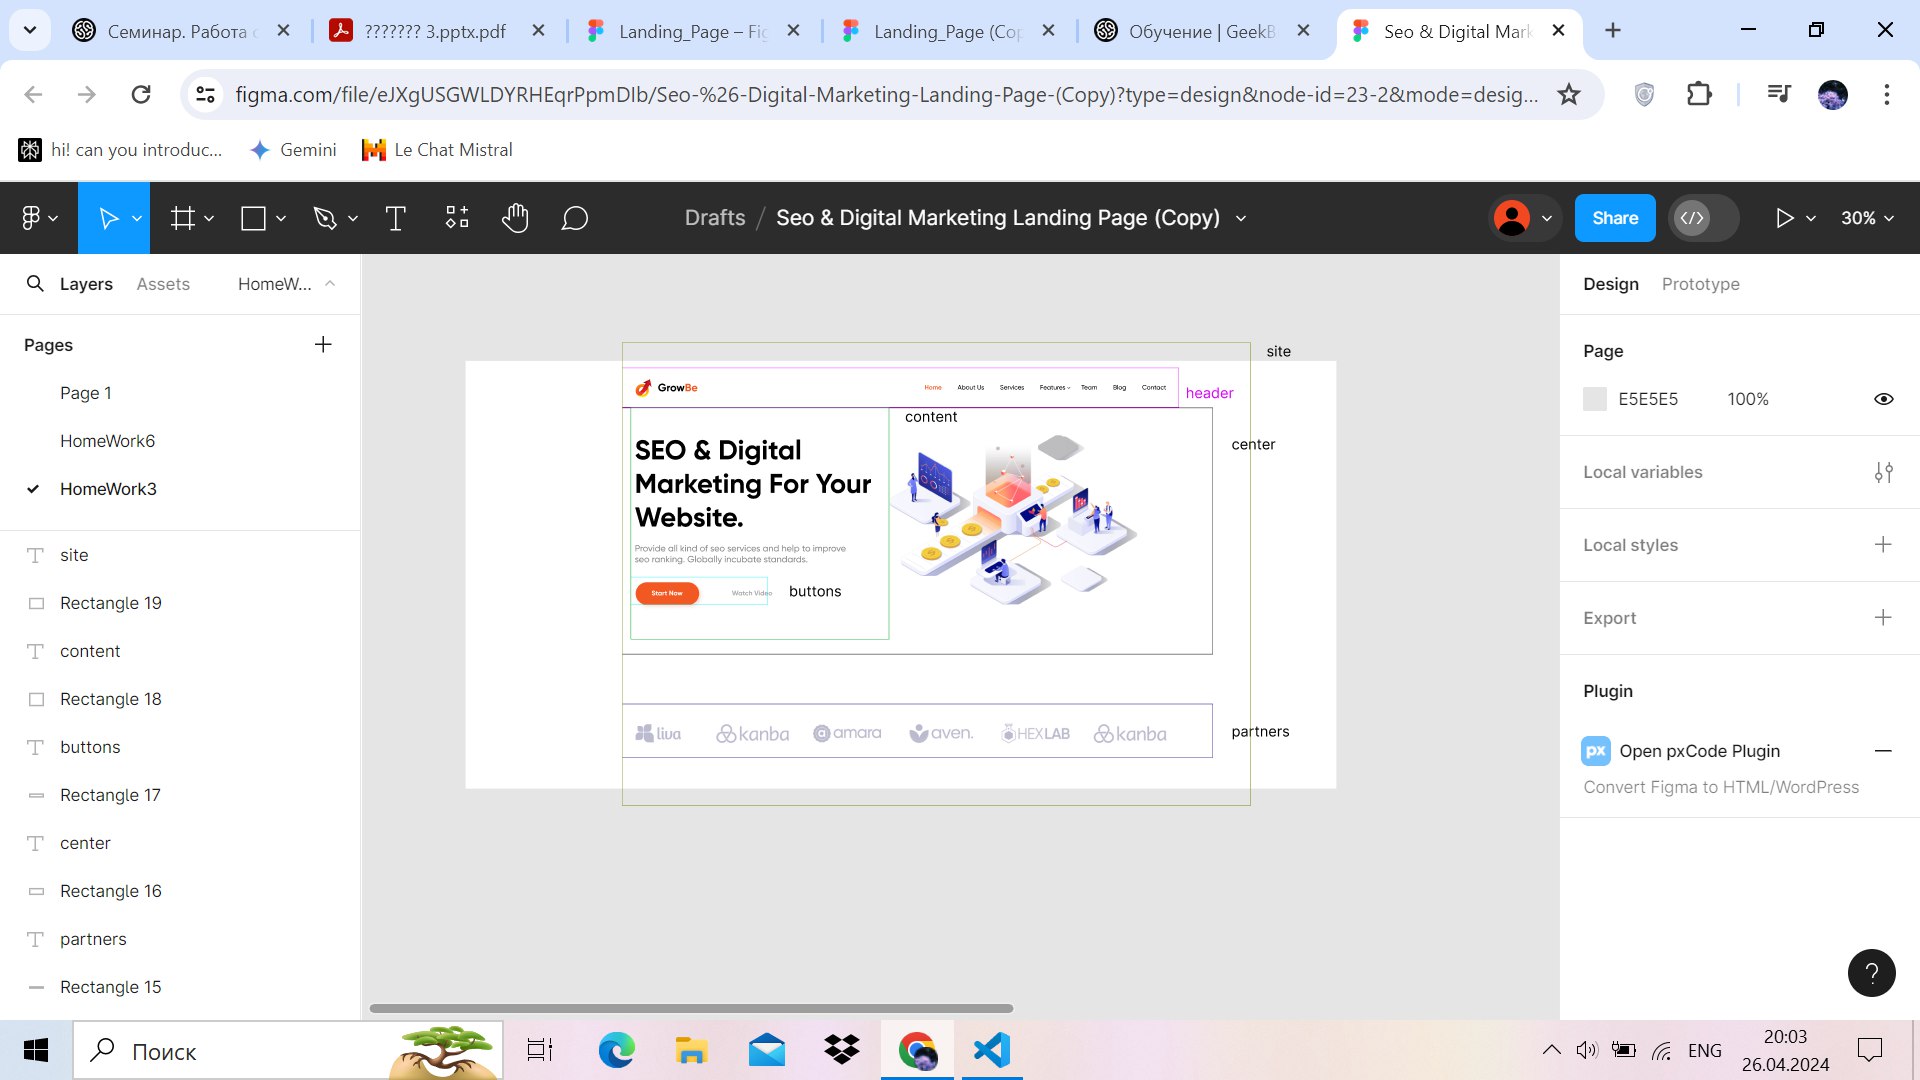 Семинар. Работа с
??????? 3.pptx.pdf
Landing_Page – Fig
Landing_Page (Cop
Обучение | GeekB
Seo & Digital Mark
figma.com/file/eJXgUSGWLDYRHEqrPpmDIb/Seo-%26-Digital-Marketing-Landing-Page-(Copy)?type=design&node-id=23-2&mode=desig...
hi! can you introduc...
Gemini
Le Chat Mistral
Drafts / Seo & Digital Marketing Landing Page (Copy)
Share
30%
Layers
Assets
HomeW...
Pages
Page 1
HomeWork6
HomeWork3
site
Rectangle 19
content
Rectangle 18
buttons
Rectangle 17
center
Rectangle 16
partners
Rectangle 15
site
GrowBe
Home
About Us
Services
Features
Team
Blog
Contact
header
content
center
SEO & Digital
Marketing For Your
Website.
Provide all kind of seo services and help to improve
seo ranking. Globally incubate standards.
Start Now
Watch Video
buttons
liva
kanba
amara
aven.
HEXLAB
kanba
partners
Design
Prototype
Page
E5E5E5
100%
Local variables
Local styles
Export
Plugin
px
Open pxCode Plugin
Convert Figma to HTML/WordPress
?
Поиск
ENG
20:03
26.04.2024